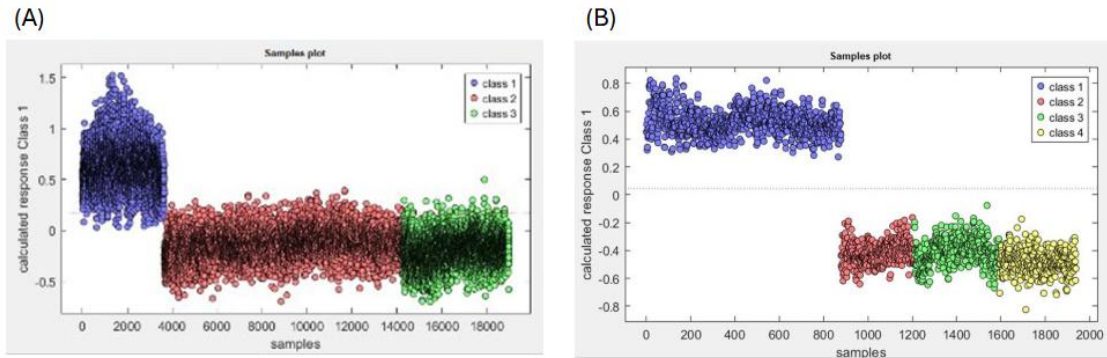 (A)
Samples plot
calculated response Class 1
1.5
1
0.5
0
-0.5
0 2000 4000 6000 8000 10000 12000 14000 16000 18000
samples
class 1
class 2
class 3
(B)
Samples plot
calculated response Class 1
0.8
0.6
0.4
0.2
0
-0.2
-0.4
-0.6
-0.8
0 200 400 600 800 1000 1200 1400 1600 1800 2000
samples
class 1
class 2
class 3
class 4